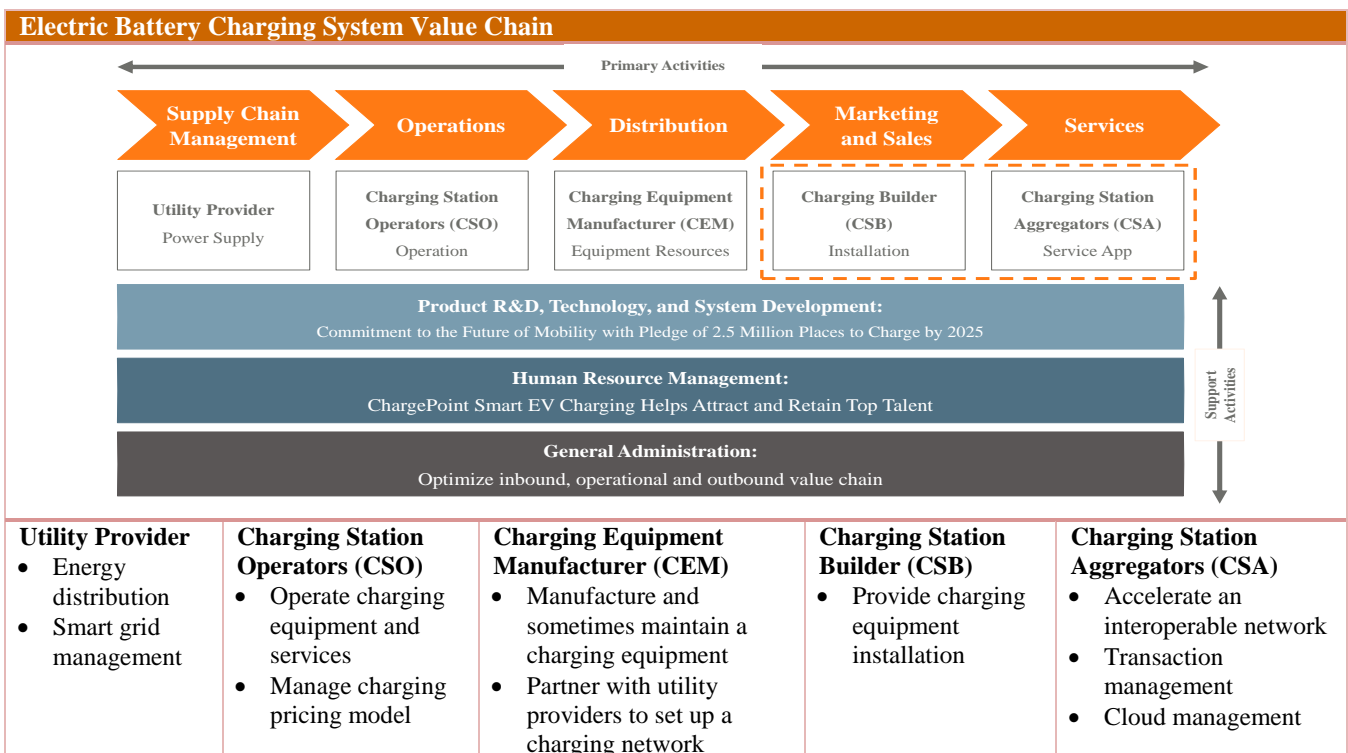 Electric Battery Charging System Value Chain
Primary Activities
Supply Chain
Management
Operations
Distribution
Marketing
and Sales
Services
Utility Provider
Power Supply
Charging Station
Operators (CSO)
Operation
Charging Equipment
Manufacturer (CEM)
Equipment Resources
Charging Builder
(CSB)
Installation
Charging Station
Aggregators (CSA)
Service App
Product R&D, Technology, and System Development:
Commitment to the Future of Mobility with Pledge of 2.5 Million Places to Charge by 2025
Human Resource Management:
ChargePoint Smart EV Charging Helps Attract and Retain Top Talent
General Administration:
Optimize inbound, operational and outbound value chain
Support
Activities
Utility Provider
• Energy
distribution
• Smart grid
management
Charging Station
Operators (CSO)
• Operate charging
equipment and
services
• Manage charging
pricing model
Charging Equipment
Manufacturer (CEM)
• Manufacture and
sometimes maintain a
charging equipment
• Partner with utility
providers to set up a
charging network
Charging Station
Builder (CSB)
• Provide charging
equipment
installation
Charging Station
Aggregators (CSA)
• Accelerate an
interoperable network
• Transaction
management
• Cloud management